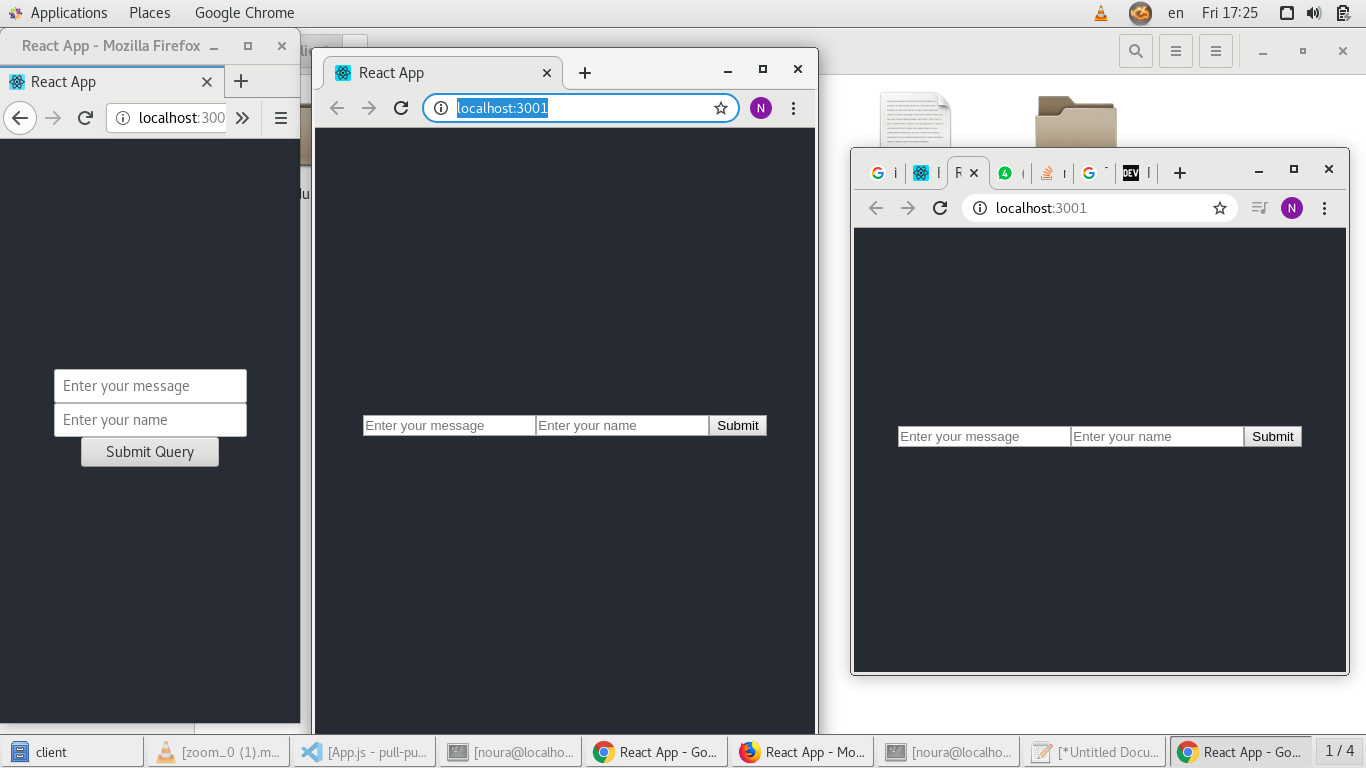 Applications Places Google Chrome en Fri 17:25
React App - Mozilla Firefox
React App
localhost:300
Enter your message
Enter your name
Submit Query
React App
localhost:3001
Enter your message Enter your name Submit
N
localhost:3001
N
DEV
4
Enter your message Enter your name Submit
client [zoom_0 (1).m... [App.js - pull-pu... [noura@localho... React App - Go... React App - Mo... [noura@localho... [*Untitled Docu... React App - Go... 1 / 4